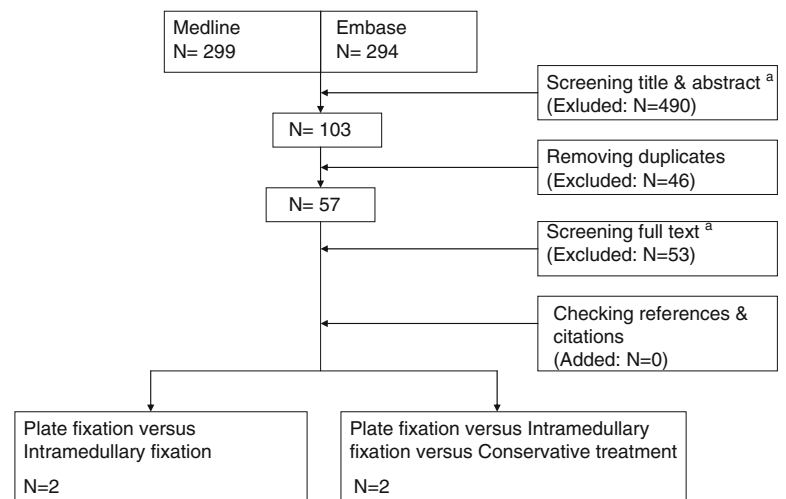 Medline
N= 299
Embase
N= 294
Screening title & abstract a
(Exluded: N=490)
N= 103
Removing duplicates
(Excluded: N=46)
N= 57
Screening full text a
(Excluded: N=53)
Checking references &
citations
(Added: N=0)
Plate fixation versus
Intramedullary fixation
N=2
Plate fixation versus Intramedullary
fixation versus Conservative treatment
N=2